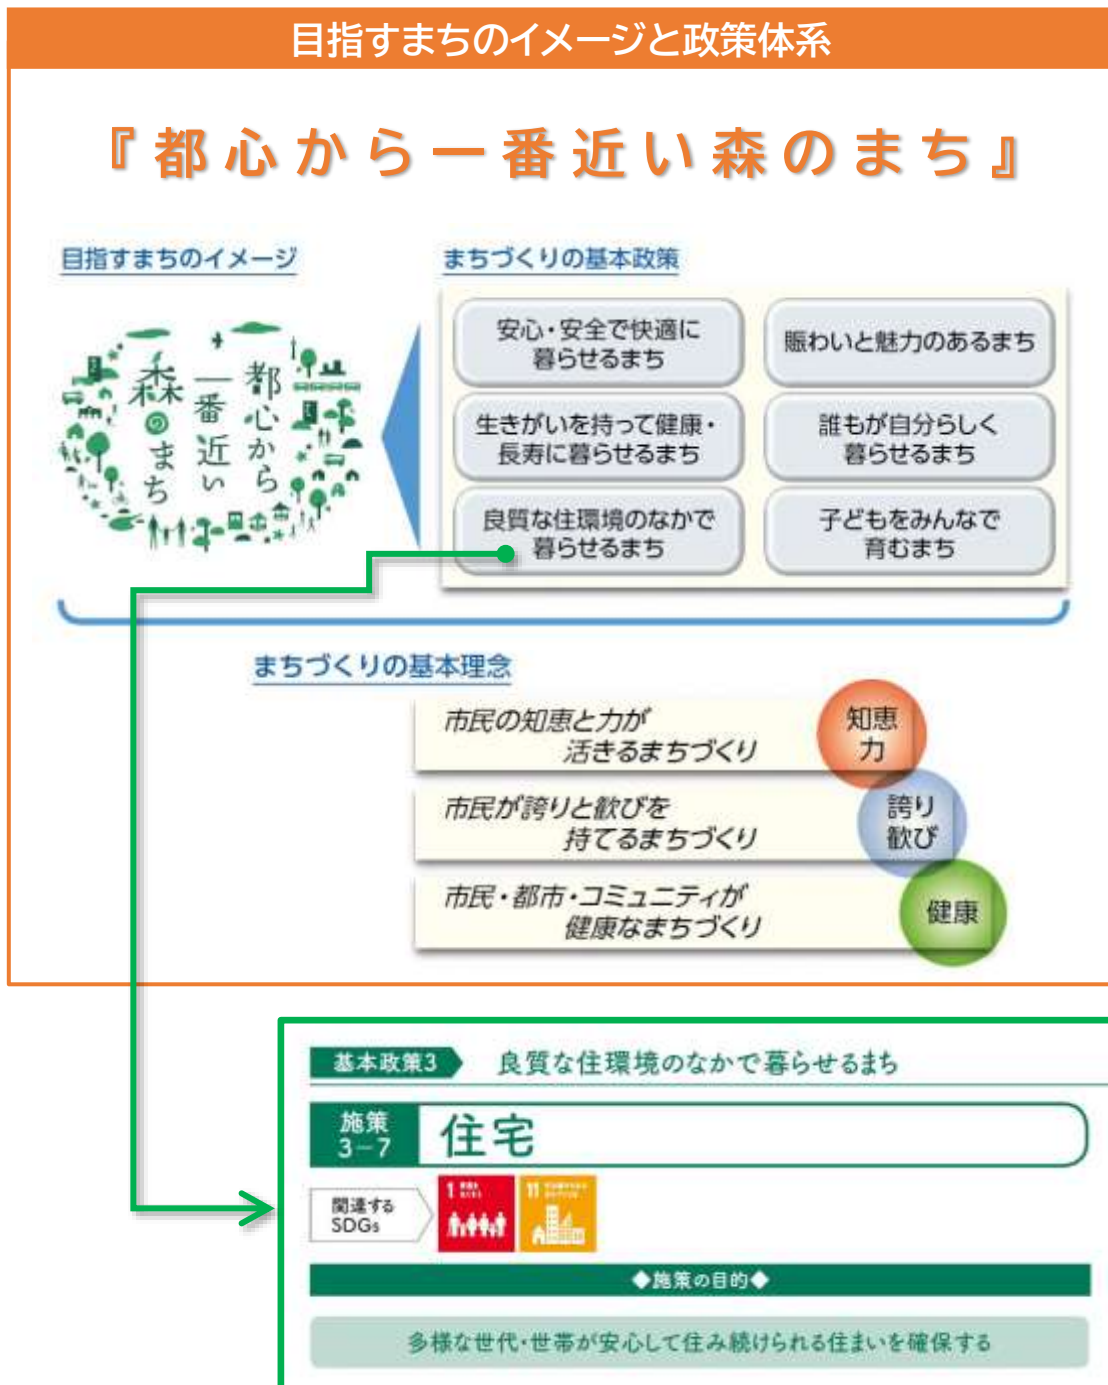 目指すまちのイメージと政策体系
『都心から一番近い森のまち』
目指すまちのイメージ
都心から
一番近い
森のまち
まちづくりの基本政策
安心・安全で快適に
暮らせるまち
賑わいと魅力のあるまち
生きがいを持って健康・
長寿に暮らせるまち
誰もが自分らしく
暮らせるまち
良質な住環境のなかで
暮らせるまち
子どもをみんなで
育むまち
まちづくりの基本理念
市民の知恵と力が
活きるまちづくり
知恵
力
市民が誇りと歓びを
持てるまちづくり
誇り
歓び
市民・都市・コミュニティが
健康なまちづくり
健康
基本政策3
良質な住環境のなかで暮らせるまち
施策
3-7
住宅
関連する
SDGs
1
11
◆施策の目的◆
多様な世代・世帯が安心して住み続けられる住まいを確保する